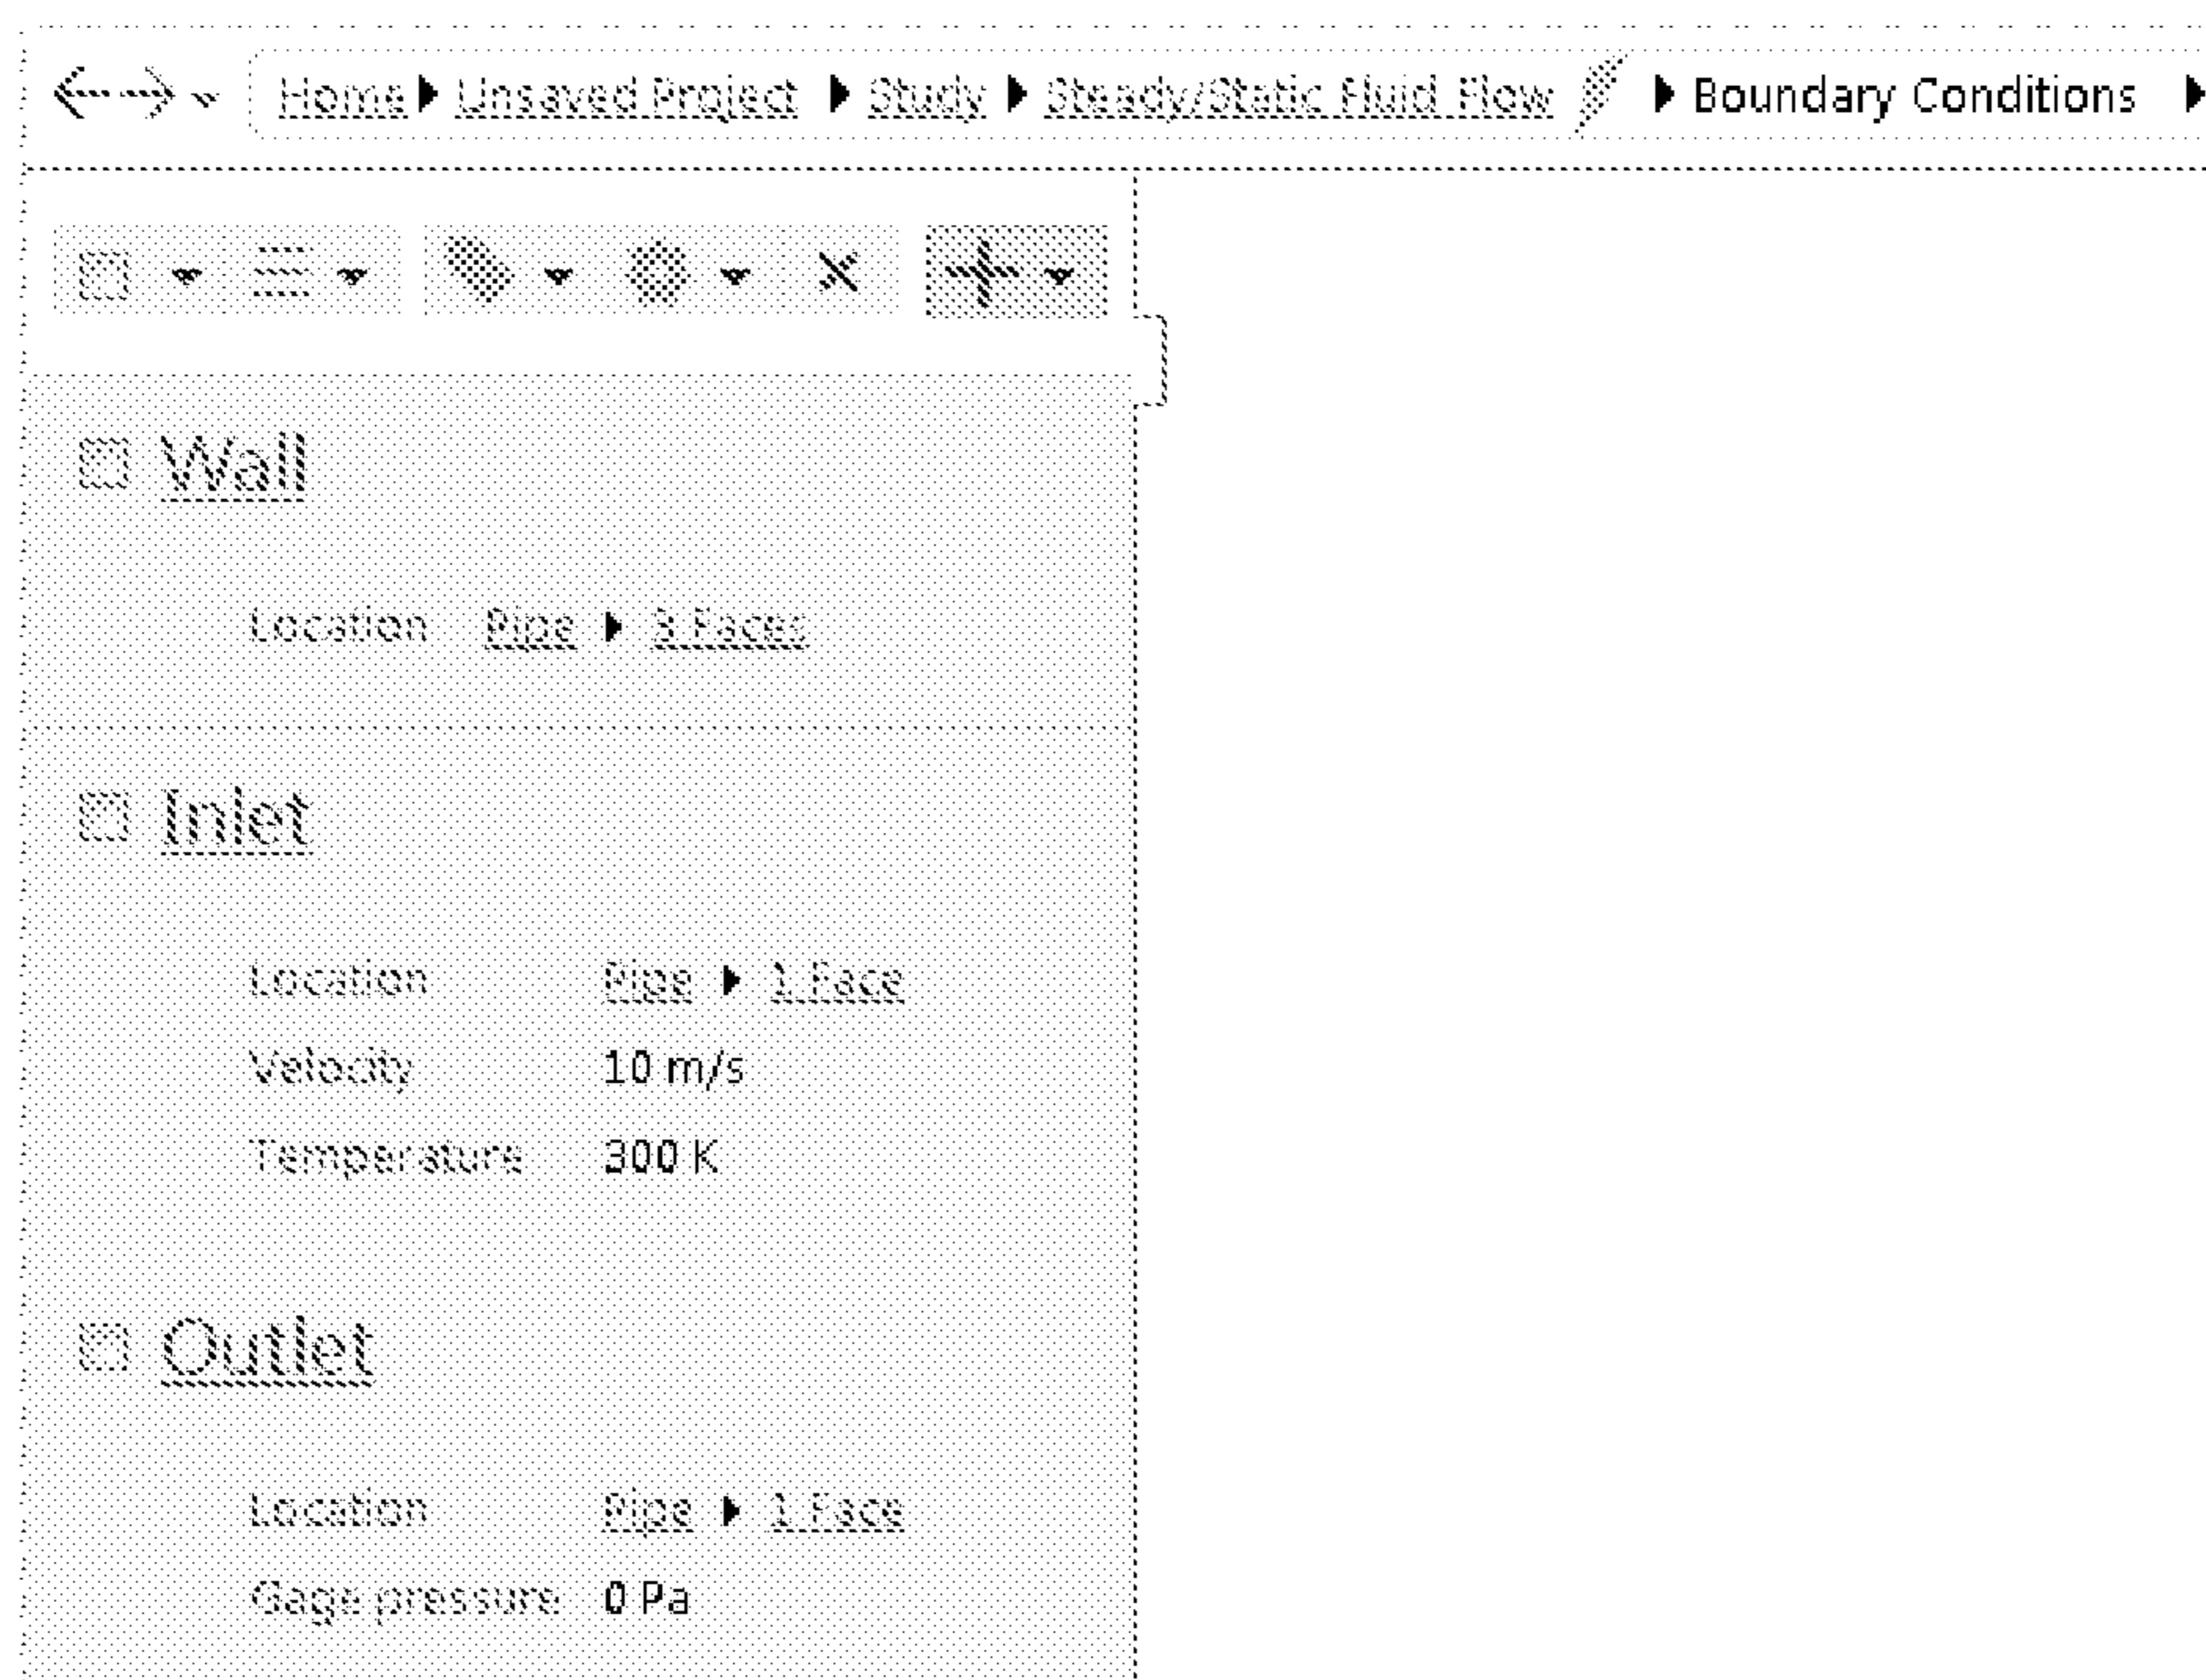 Home Unsaved Project Study Steady/Static Fluid Flow Boundary Conditions
Wall
Location Pipe 3 Faces
Inlet
Location Pipe 1 Face
Velocity 10 m/s
Temperature 300 K
Outlet
Location Pipe 1 Face
Gage pressure 0 Pa